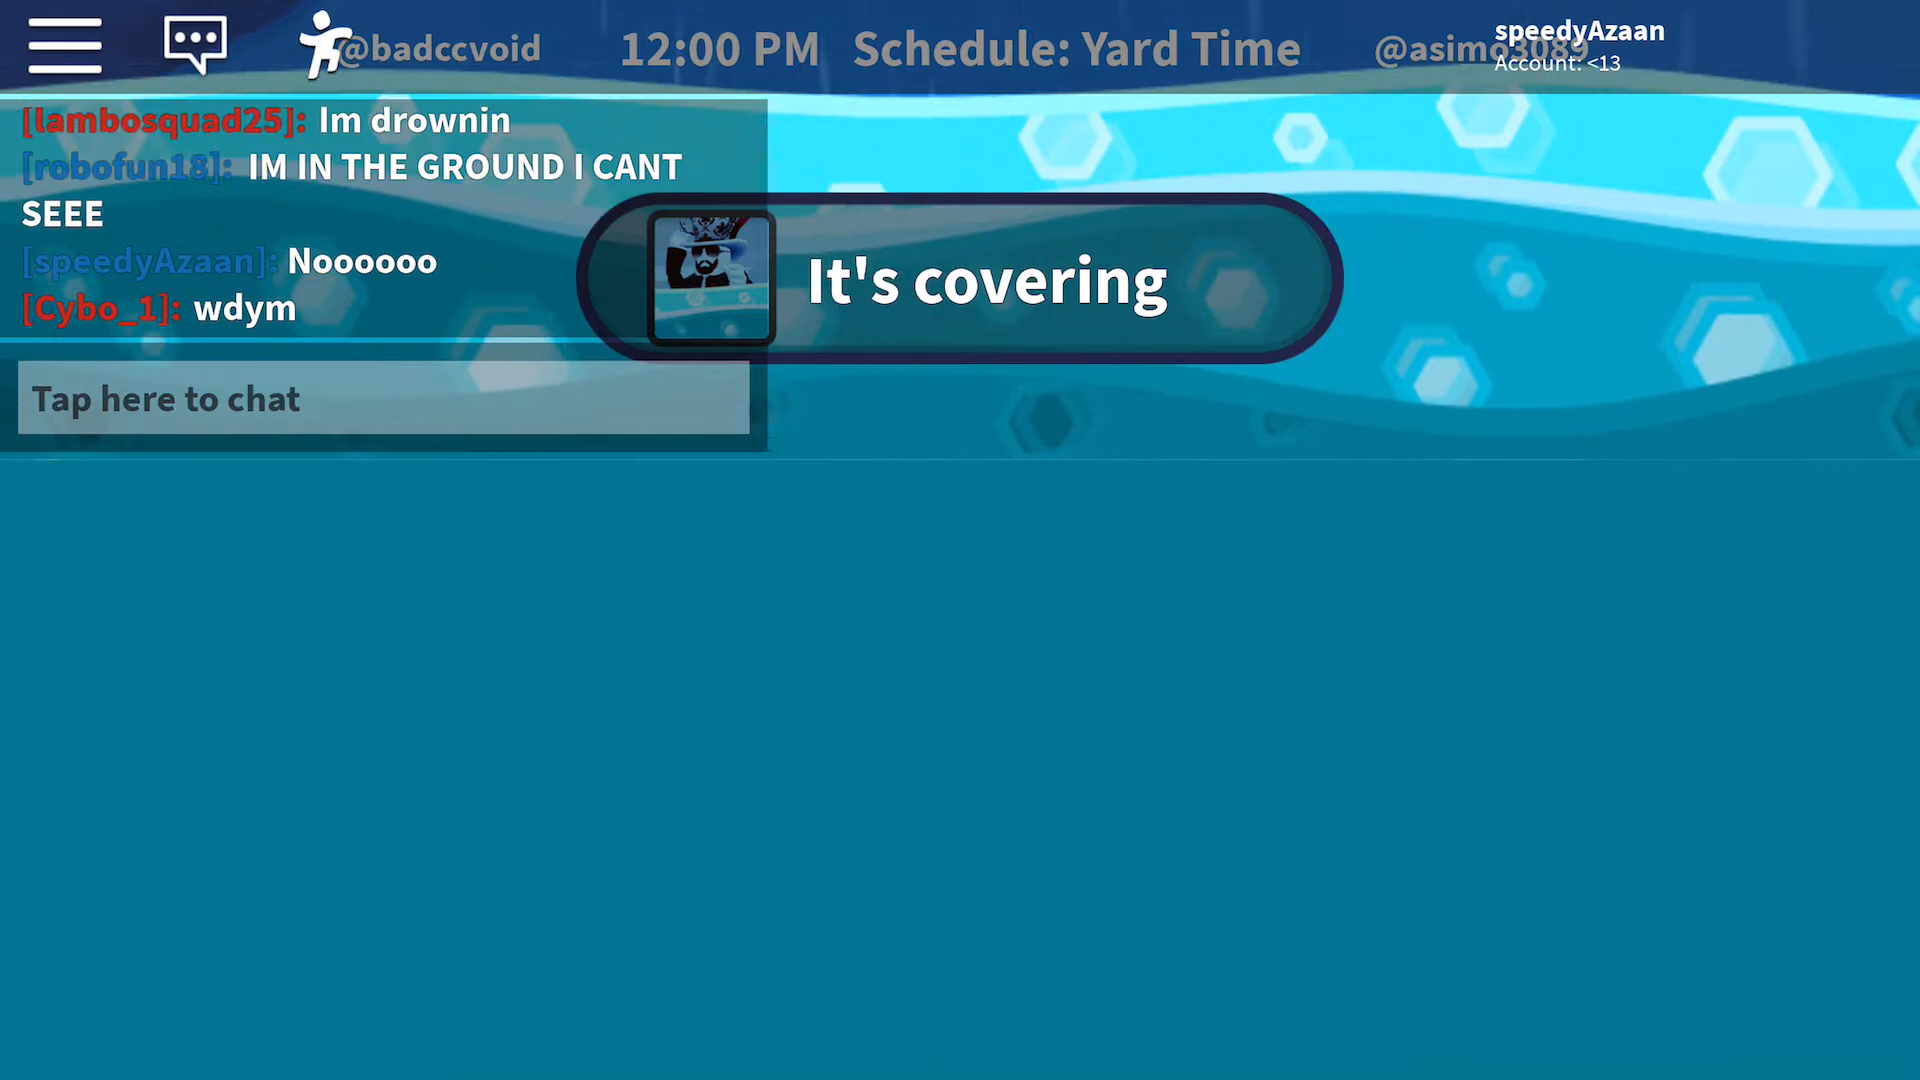 @badccvoid 12:00 PM Schedule: Yard Time @asimo3089
speedyAzaan
Account: <13
[lambosquad25]: Im drownin
[robofun18]: IM IN THE GROUND I CANT
SEEE
[speedyAzaan]: Noooooo
[Cybo_1]: wdym
It's covering
Tap here to chat